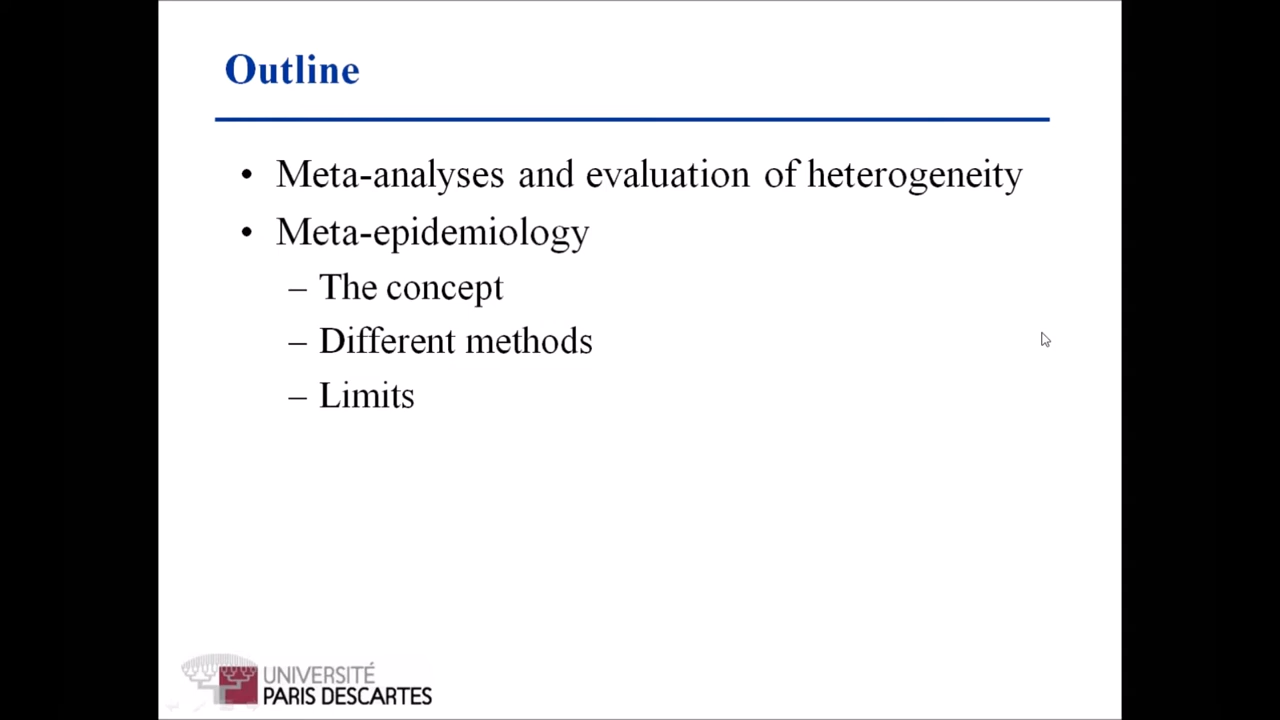 Outline
• Meta-analyses and evaluation of heterogeneity
• Meta-epidemiology
– The concept
– Different methods
– Limits
UNIVERSITÉ
PARIS DESCARTES